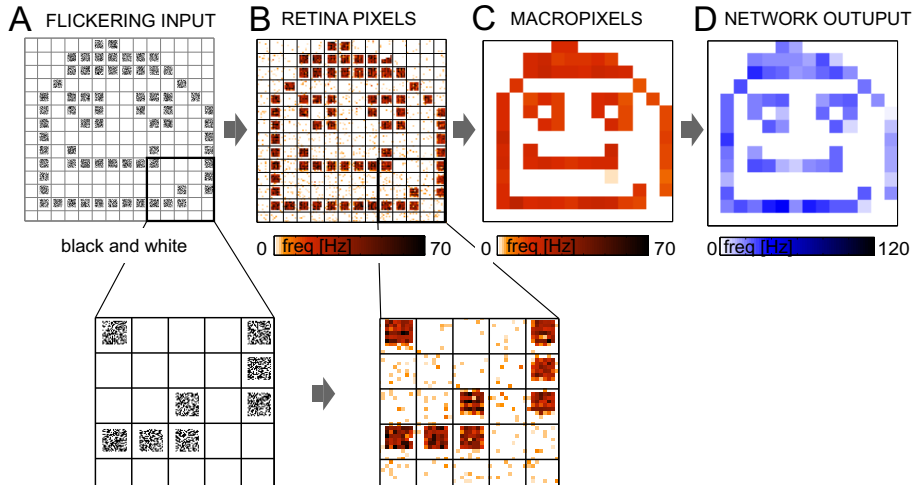 A FLICKERING INPUT
B RETINA PIXELS
C MACROPIXELS
D NETWORK OUTUPUT
black and white
0 freq [Hz] 70
0 freq [Hz] 70
0 freq [Hz] 120